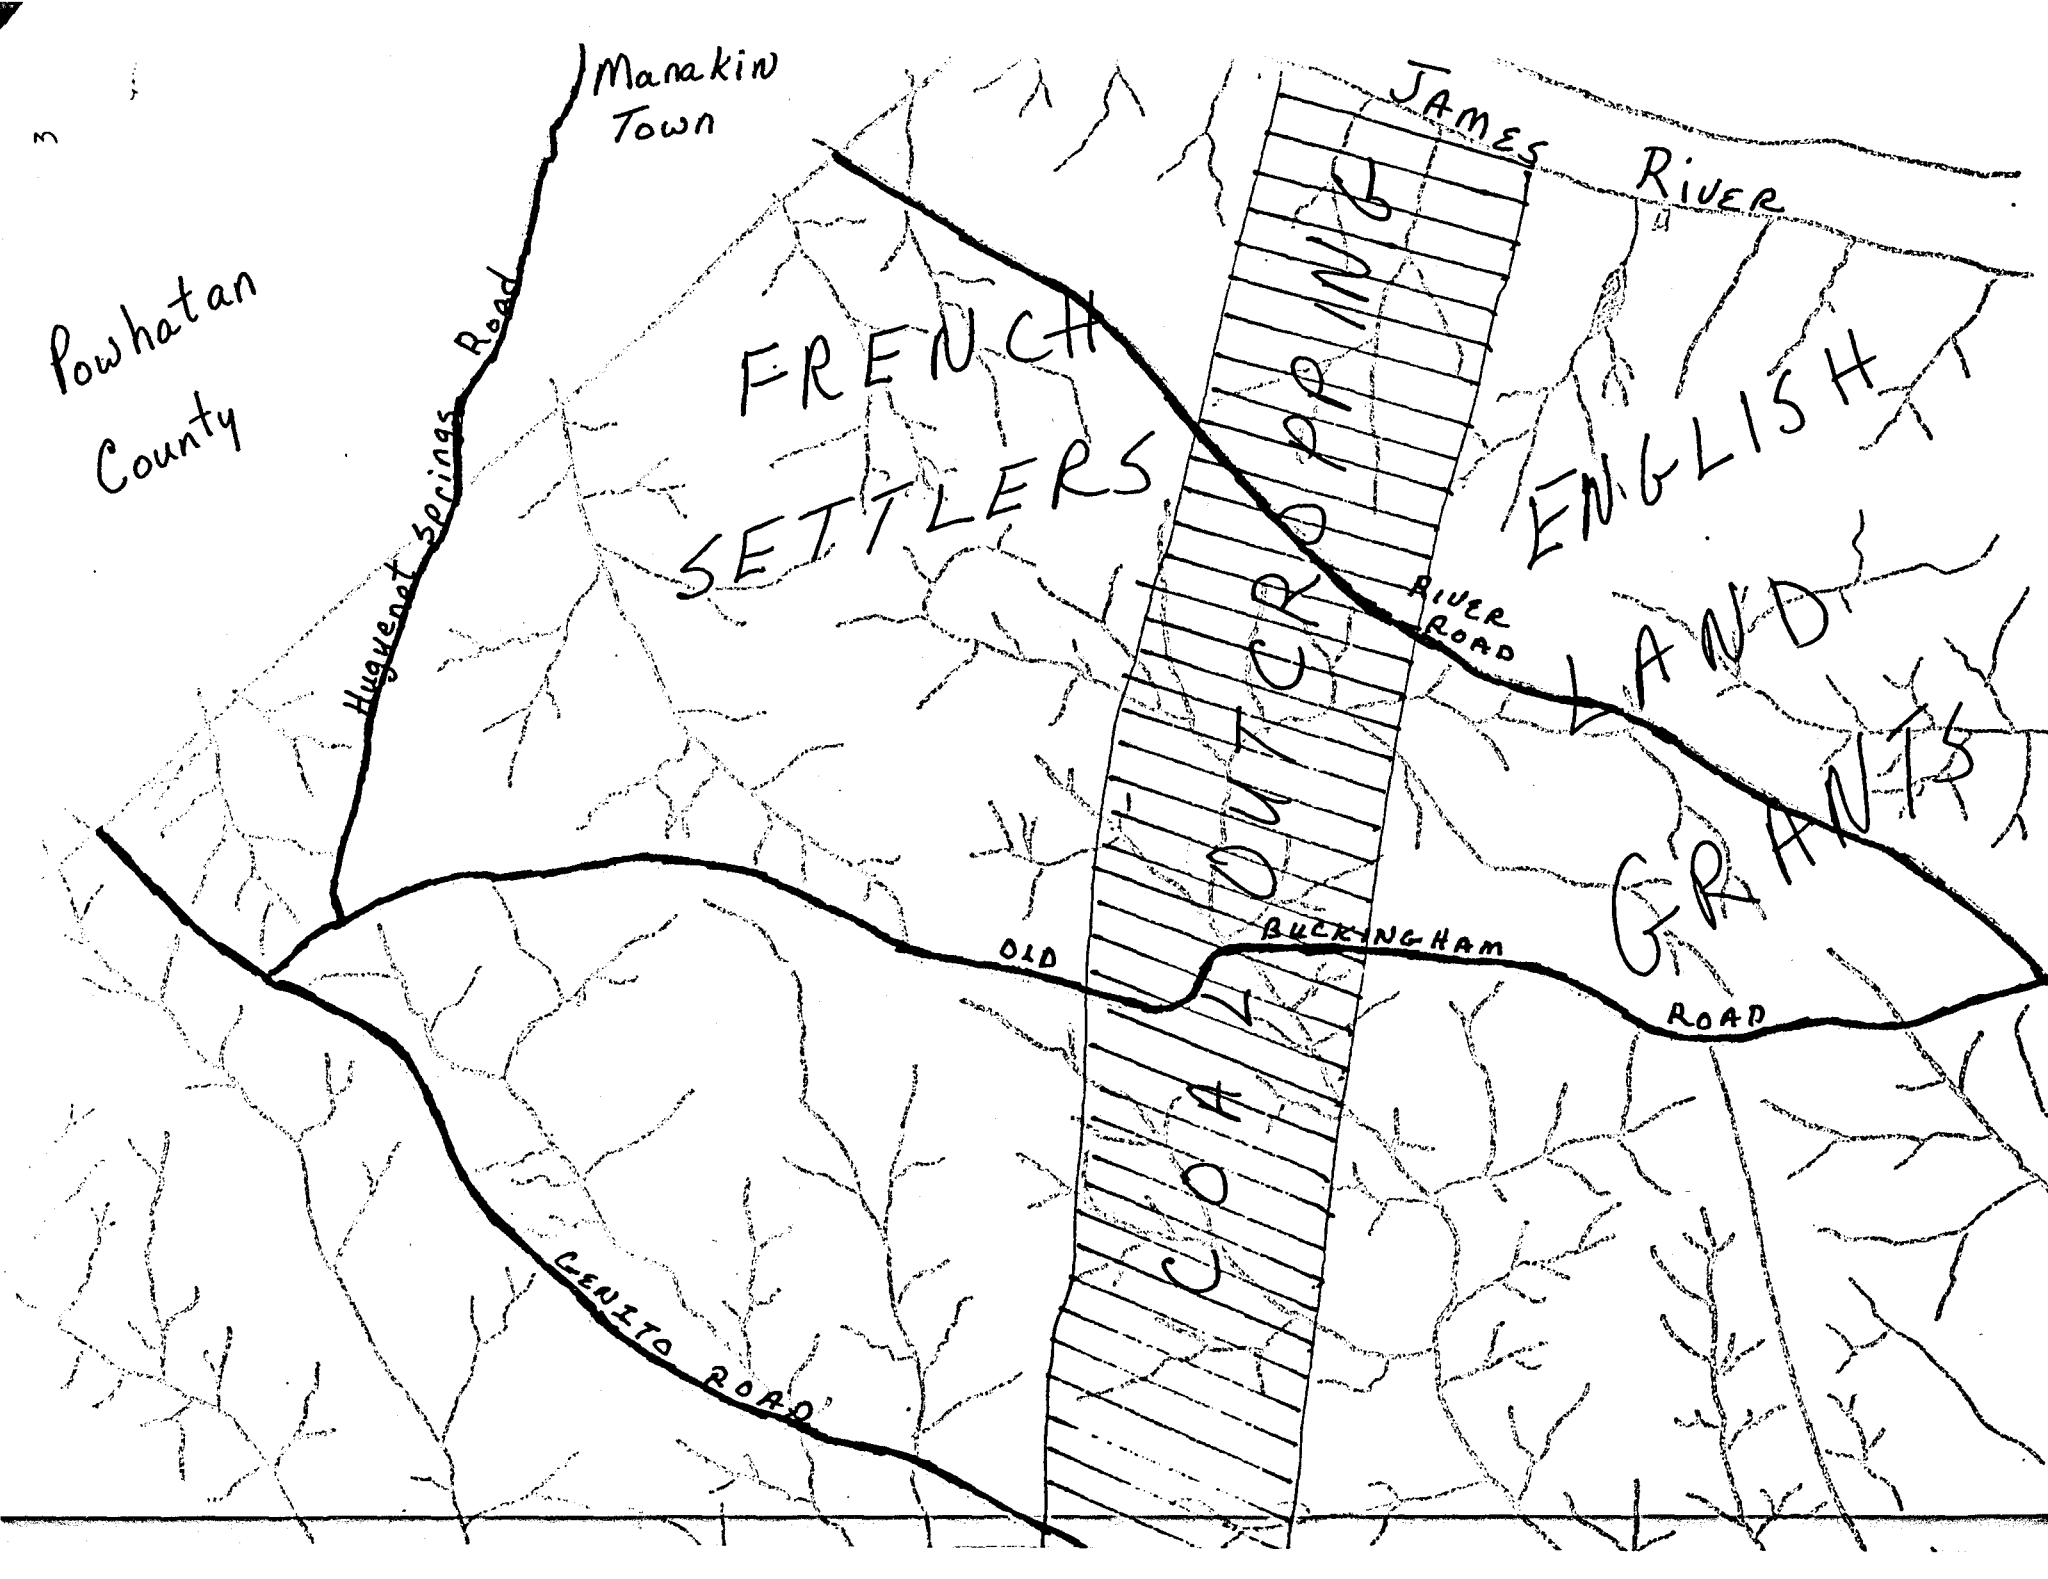 3
Manakin
Town
JAMES
RIVER
Powhatan
County
Huguenot Springs Road
FRENCH
SETTLERS
COAL OUTCROPPING
ENGLISH
LAND
GRANTS
RIVER
ROAD
OLD BUCKINGHAM ROAD
GENITO ROAD